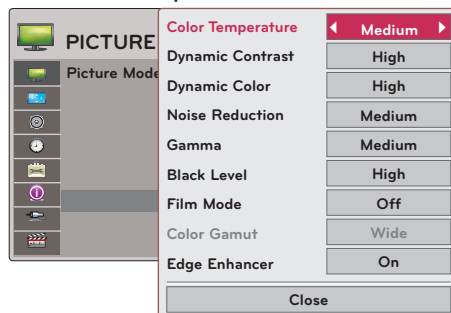 PICTURE
Picture Mode
Color Temperature Medium
Dynamic Contrast High
Dynamic Color High
Noise Reduction Medium
Gamma Medium
Black Level High
Film Mode Off
Color Gamut Wide
Edge Enhancer On
Close